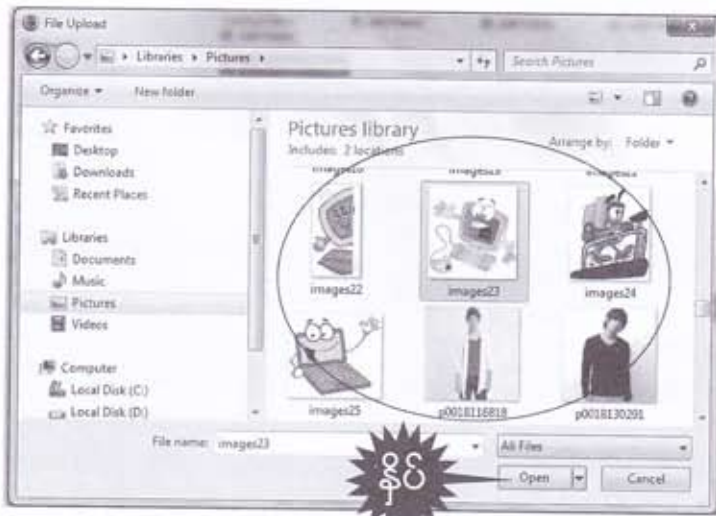 File Upload
Libraries ▸ Pictures ▸
Search Pictures
Organize ▾ New folder
Favorites
Desktop
Downloads
Recent Places
Libraries
Documents
Music
Pictures
Videos
Computer
Local Disk (C:)
Local Disk (D:)
Pictures library
Includes: 2 locations
Arrange by: Folder ▾
images22 images23 images24
images25 p0018116818 p0018130291
File name: images23
All Files
Open Cancel
နှိပ်